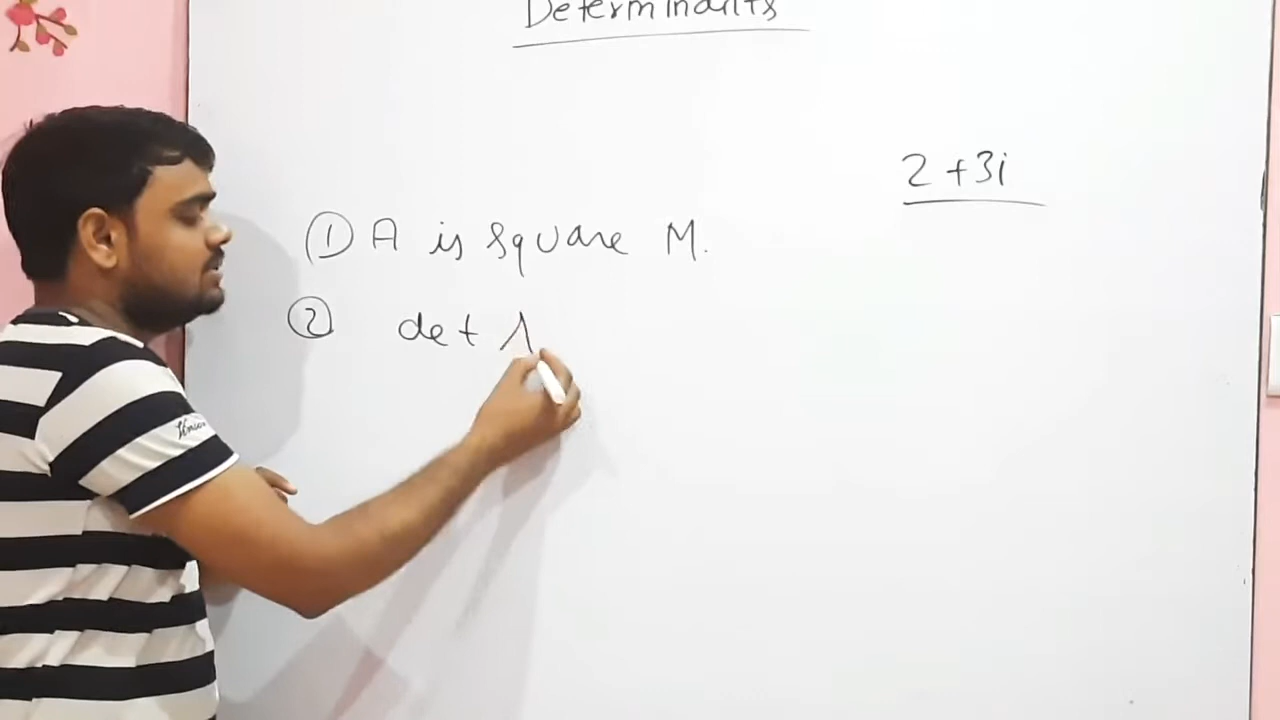 Determinants
2 +3i
① A is square M.
② det